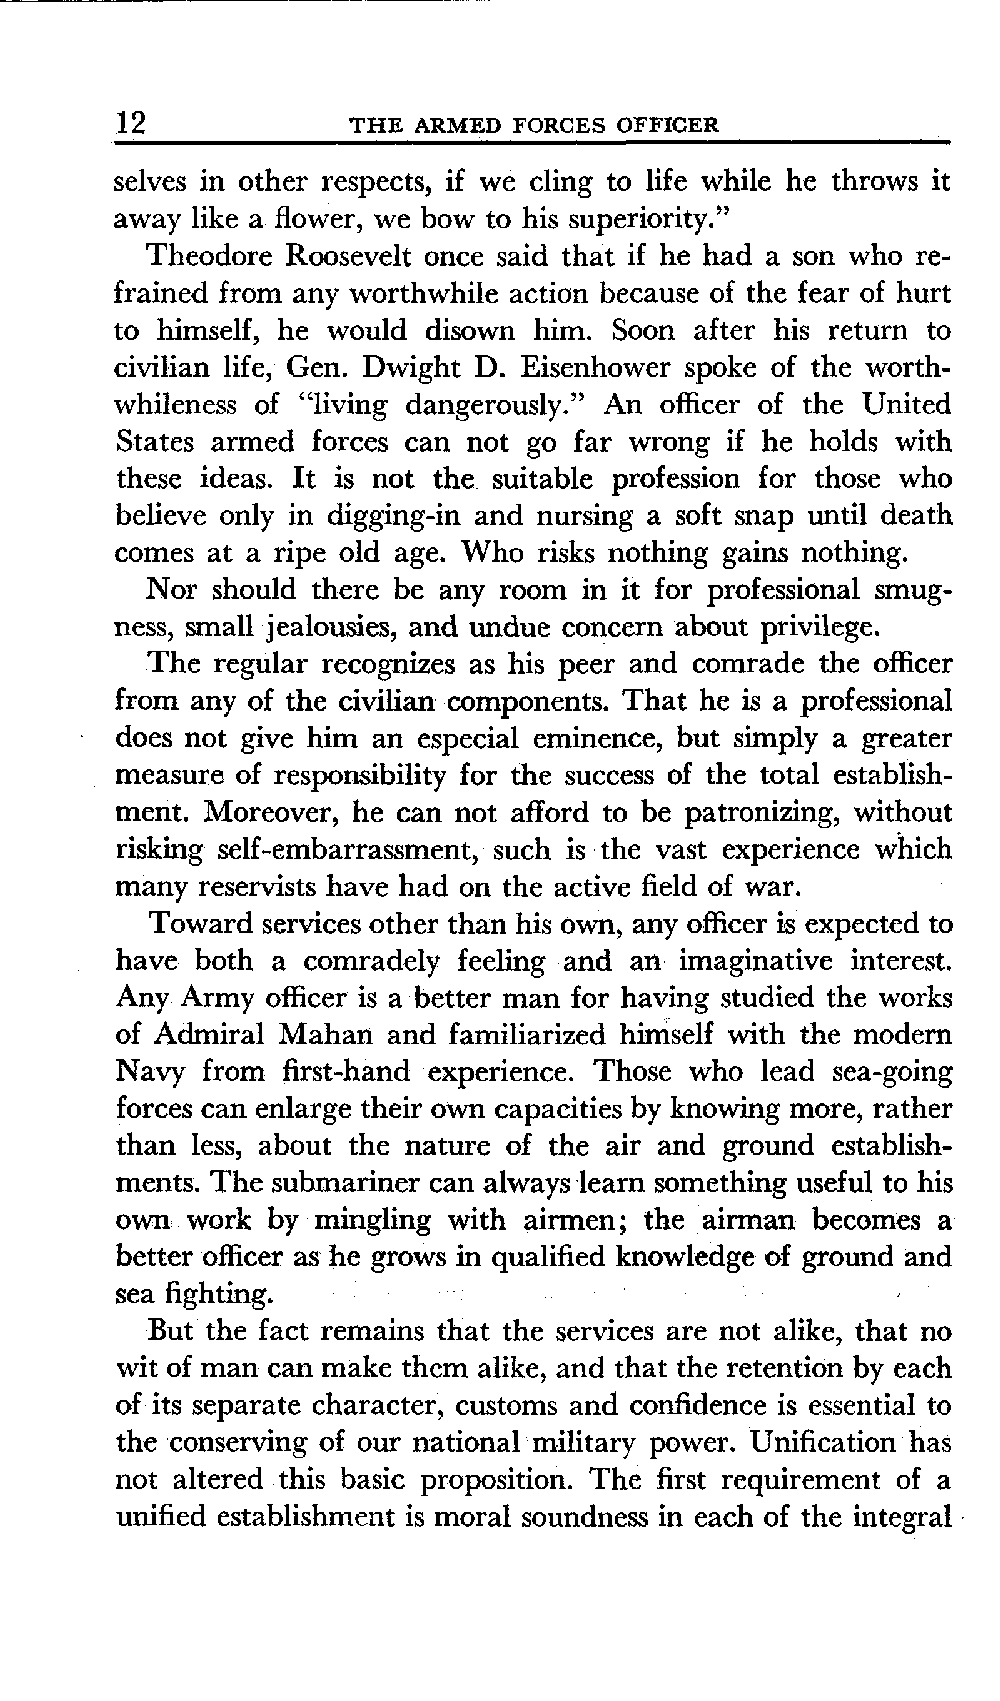 12 THE ARMED FORCES OFFICER
selves in other respects, if we cling to life while he throws it
away like a flower, we bow to his superiority.”
Theodore Roosevelt once said that if he had a son who re-
frained from any worthwhile action because of the fear of hurt
to himself, he would disown him. Soon after his return to
civilian life, Gen. Dwight D. Eisenhower spoke of the worth-
whileness of “living dangerously.” An officer of the United
States armed forces can not go far wrong if he holds with
these ideas. It is not the suitable profession for those who
believe only in digging-in and nursing a soft snap until death
comes at a ripe old age. Who risks nothing gains nothing.
Nor should there be any room in it for professional smug-
ness, small jealousies, and undue concern about privilege.
The regular recognizes as his peer and comrade the officer
from any of the civilian components. That he is a professional
does not give him an especial eminence, but simply a greater
measure of responsibility for the success of the total establish-
ment. Moreover, he can not afford to be patronizing, without
risking self-embarrassment, such is the vast experience which
many reservists have had on the active field of war.
Toward services other than his own, any officer is expected to
have both a comradely feeling and an imaginative interest.
Any Army officer is a better man for having studied the works
of Admiral Mahan and familiarized himself with the modern
Navy from first-hand experience. Those who lead sea-going
forces can enlarge their own capacities by knowing more, rather
than less, about the nature of the air and ground establish-
ments. The submariner can always learn something useful to his
own work by mingling with airmen; the airman becomes a
better officer as he grows in qualified knowledge of ground and
sea fighting.
But the fact remains that the services are not alike, that no
wit of man can make them alike, and that the retention by each
of its separate character, customs and confidence is essential to
the conserving of our national military power. Unification has
not altered this basic proposition. The first requirement of a
unified establishment is moral soundness in each of the integral